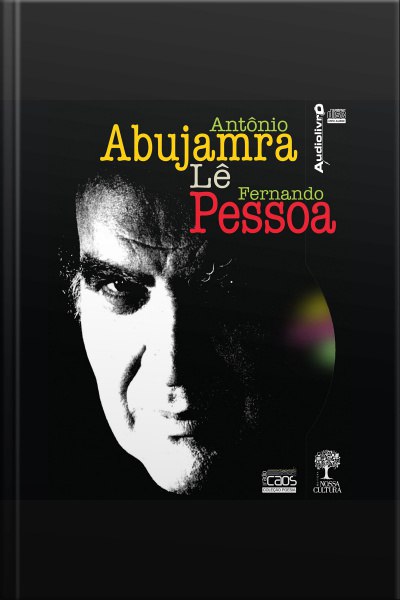 Antônio
Abujamra
Lê
Fernando
Pessoa
Audiolivro
CAOS
NOSSA
CULTURA